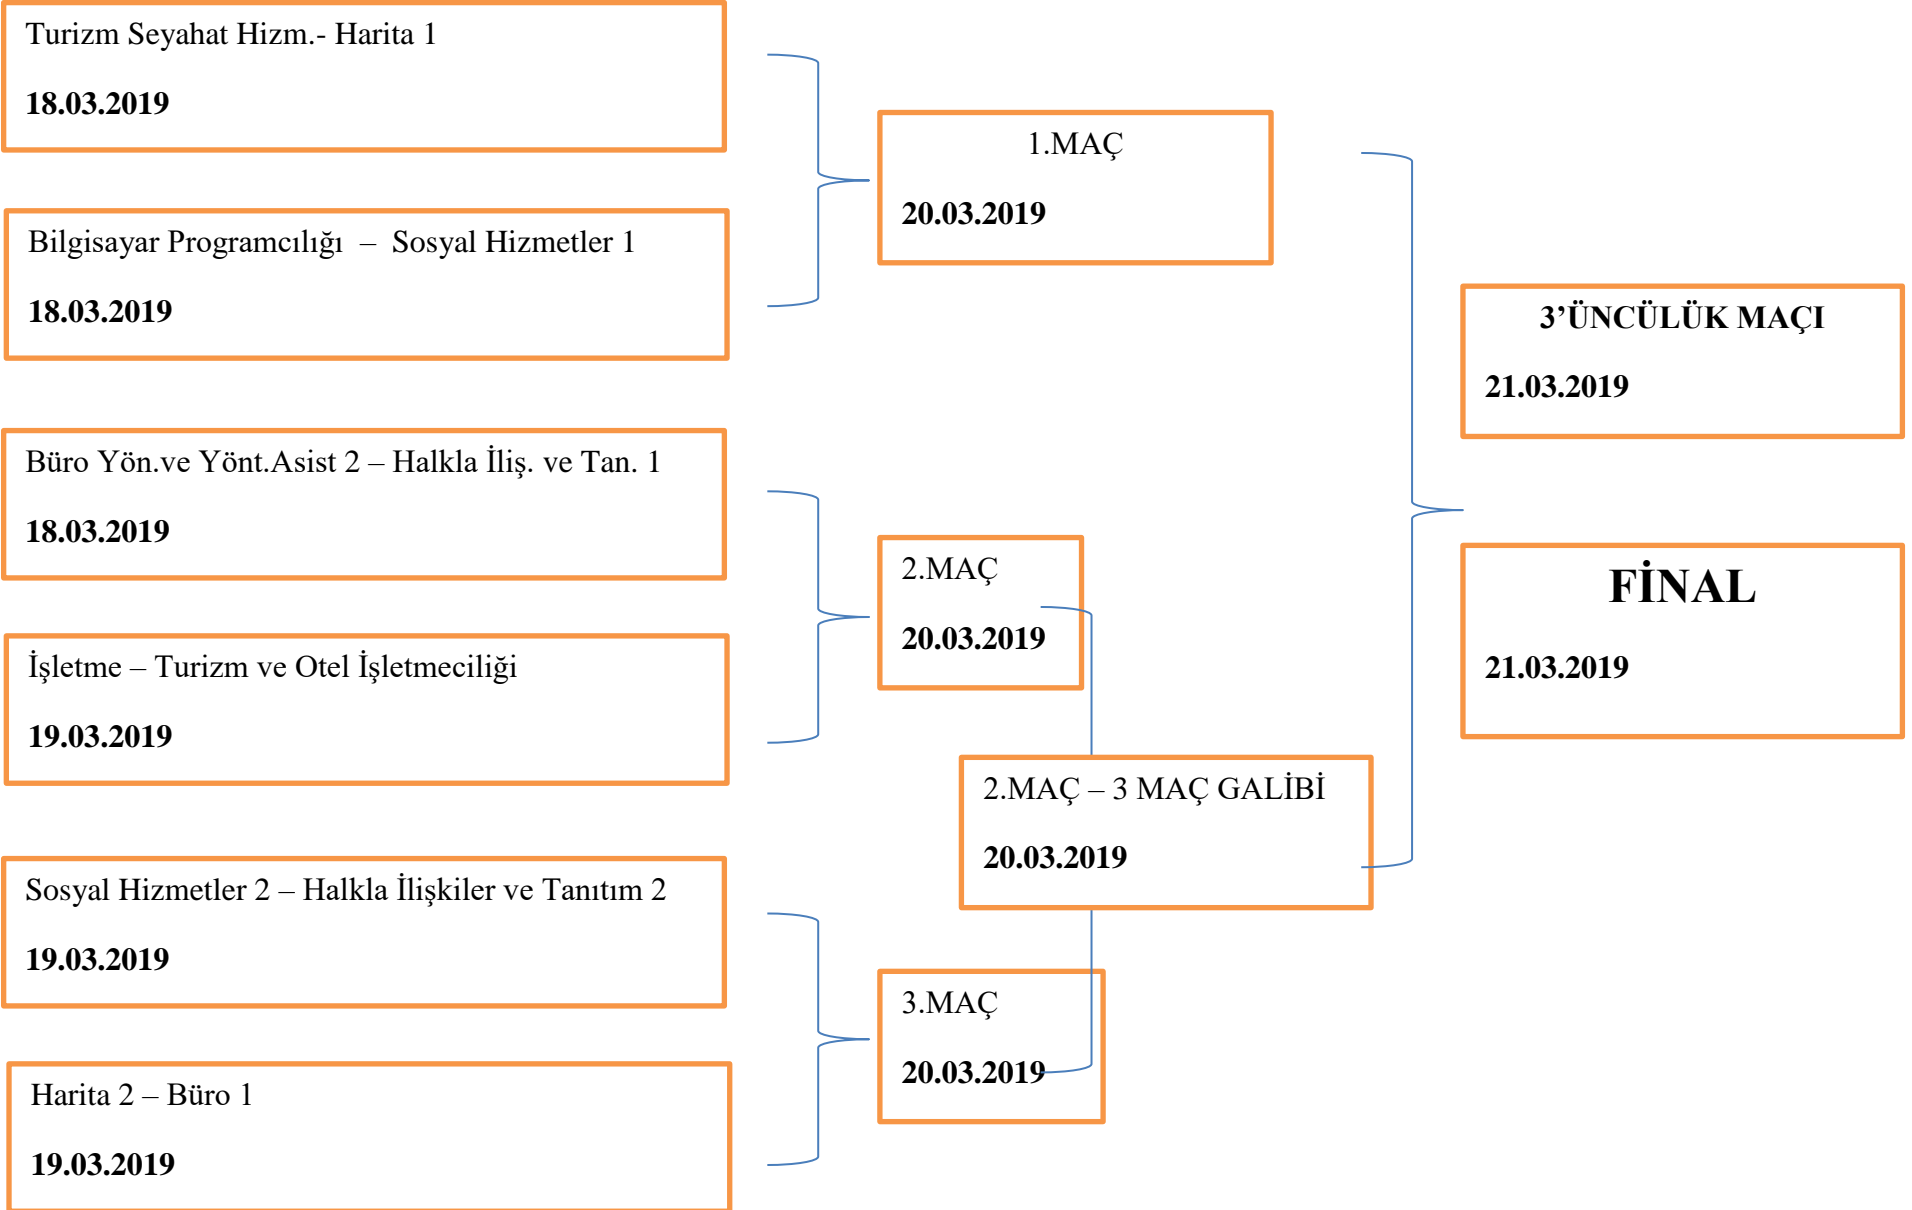 Turizm Seyahat Hizm.- Harita 1
18.03.2019
Bilgisayar Programcılığı – Sosyal Hizmetler 1
18.03.2019
Büro Yön.ve Yönt.Asist 2 – Halkla İliş. ve Tan. 1
18.03.2019
İşletme – Turizm ve Otel İşletmeciliği
19.03.2019
Sosyal Hizmetler 2 – Halkla İlişkiler ve Tanıtım 2
19.03.2019
Harita 2 – Büro 1
19.03.2019
1.MAÇ
20.03.2019
2.MAÇ
20.03.2019
2.MAÇ – 3 MAÇ GALİBİ
20.03.2019
3.MAÇ
20.03.2019
3’ÜNCÜLÜK MAÇI
21.03.2019
FİNAL
21.03.2019